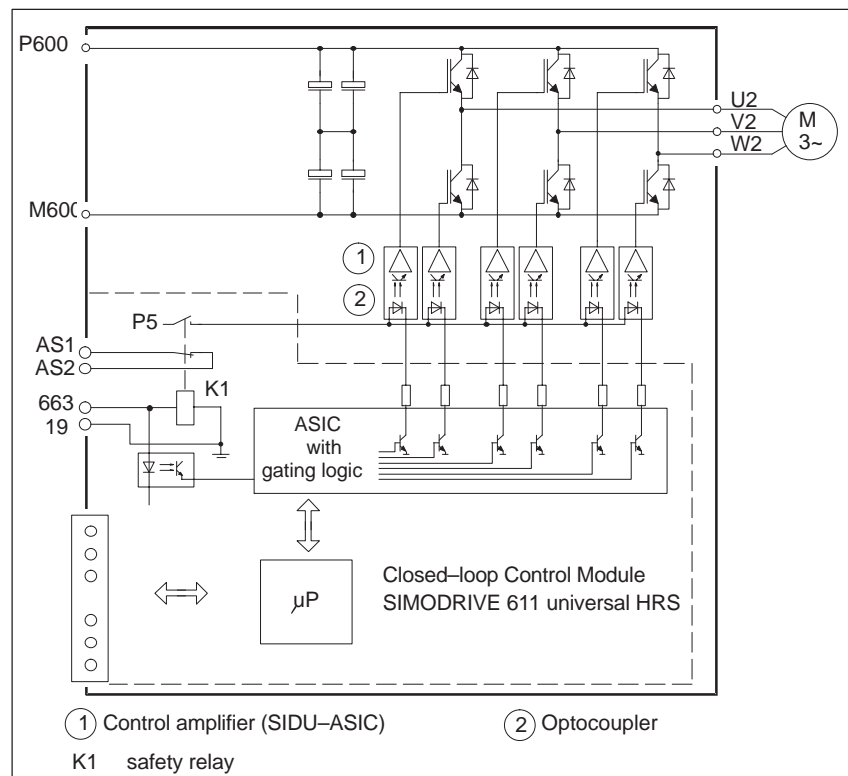 P600
U2
V2
W2
M
3~
M600
1
2
P5
AS1
AS2
K1
663
19
ASIC
with
gating logic
µP
Closed–loop Control Module
SIMODRIVE 611 universal HRS
1 Control amplifier (SIDU–ASIC)
2 Optocoupler
K1 safety relay